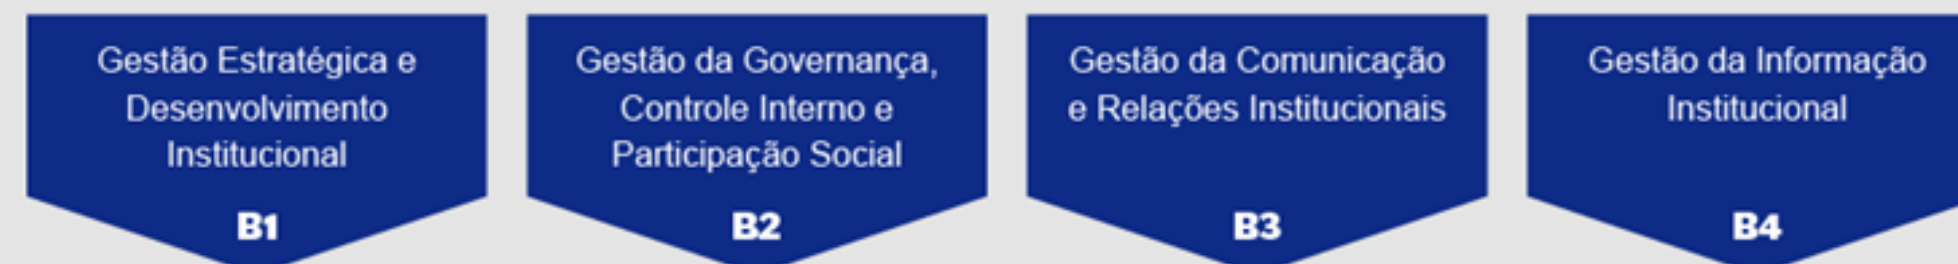 Gestão Estratégica e
Desenvolvimento
Institucional
B1
Gestão da Governança,
Controle Interno e
Participação Social
B2
Gestão da Comunicação
e Relações Institucionais
B3
Gestão da Informação
Institucional
B4